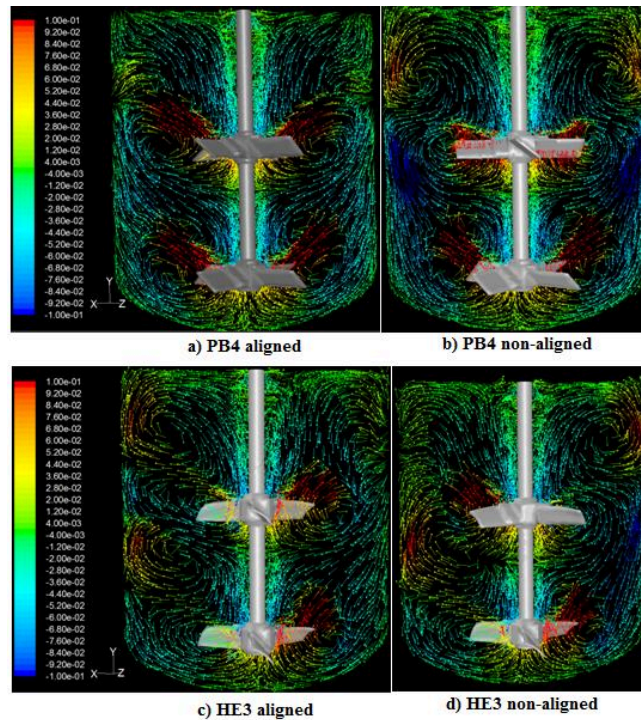 1.00e-01
9.20e-02
8.40e-02
7.60e-02
6.80e-02
6.00e-02
5.20e-02
4.40e-02
3.60e-02
2.80e-02
2.00e-02
1.20e-02
4.00e-03
-4.00e-03
-1.20e-02
-2.00e-02
-2.80e-02
-3.60e-02
-4.40e-02
-5.20e-02
-6.00e-02
-6.80e-02
-7.60e-02
-8.40e-02
-9.20e-02
-1.00e-01
Y
X Z
a) PB4 aligned
b) PB4 non-aligned
1.00e-01
9.20e-02
8.40e-02
7.60e-02
6.80e-02
6.00e-02
5.20e-02
4.40e-02
3.60e-02
2.80e-02
2.00e-02
1.20e-02
4.00e-03
-4.00e-03
-1.20e-02
-2.00e-02
-2.80e-02
-3.60e-02
-4.40e-02
-5.20e-02
-6.00e-02
-6.80e-02
-7.60e-02
-8.40e-02
-9.20e-02
-1.00e-01
Y
X Z
c) HE3 aligned
d) HE3 non-aligned